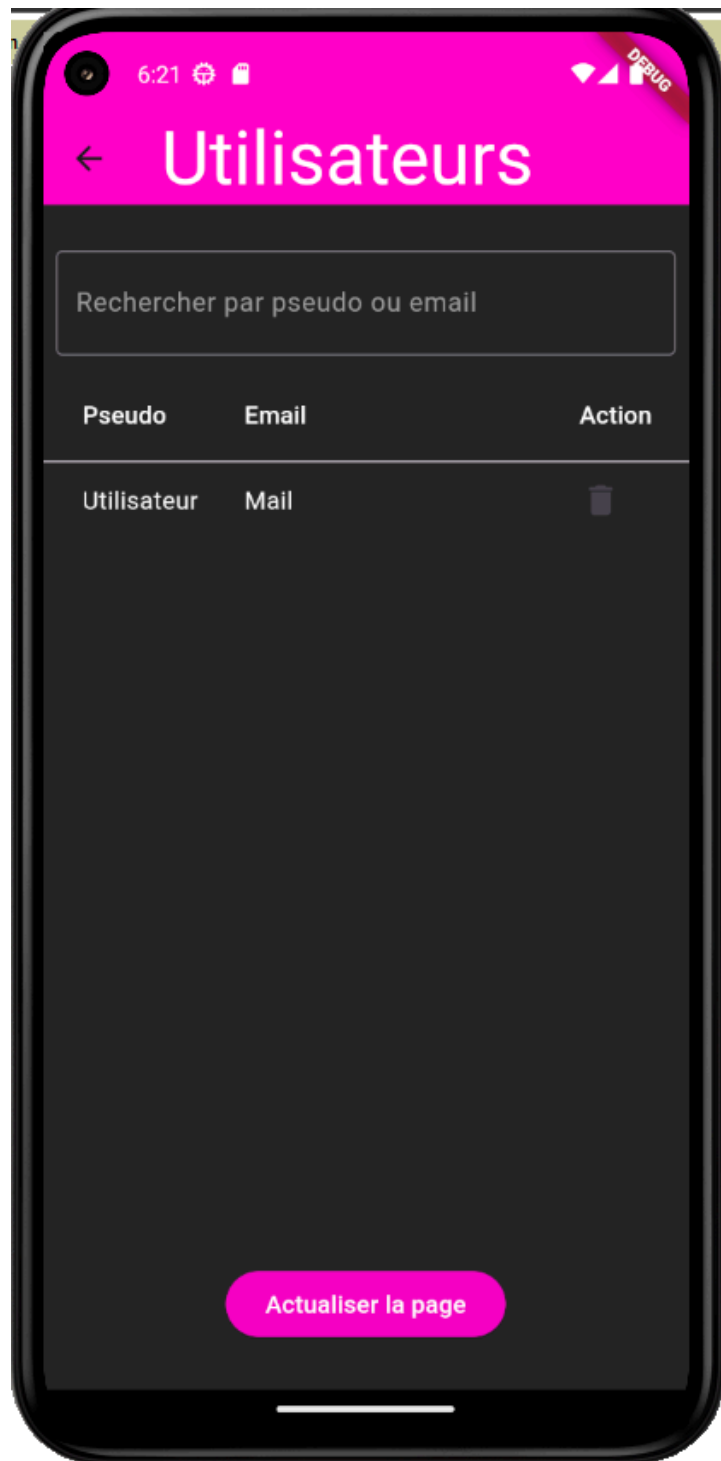 6:21
DEBUG
Utilisateurs
Rechercher par pseudo ou email
Pseudo Email Action
Utilisateur Mail
Actualiser la page